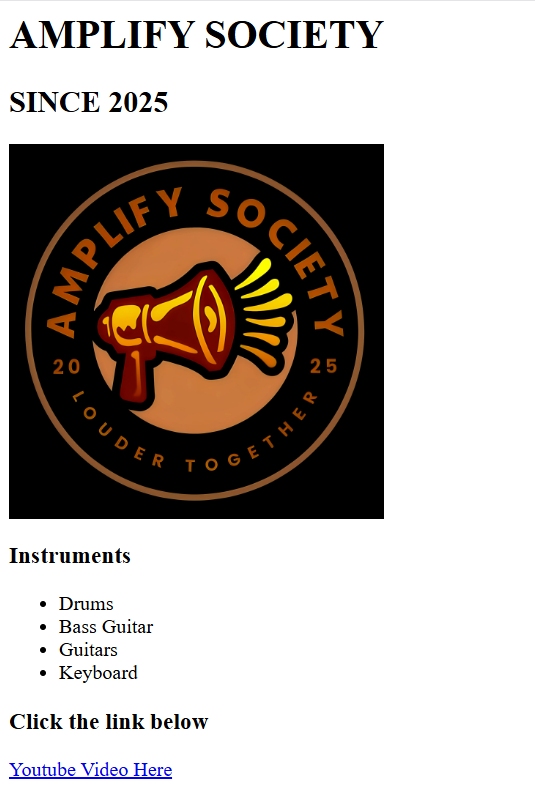 AMPLIFY SOCIETY
SINCE 2025
AMPLIFY SOCIETY
20 25
LOUDER TOGETHER
Instruments
Drums
Bass Guitar
Guitars
Keyboard
Click the link below
Youtube Video Here